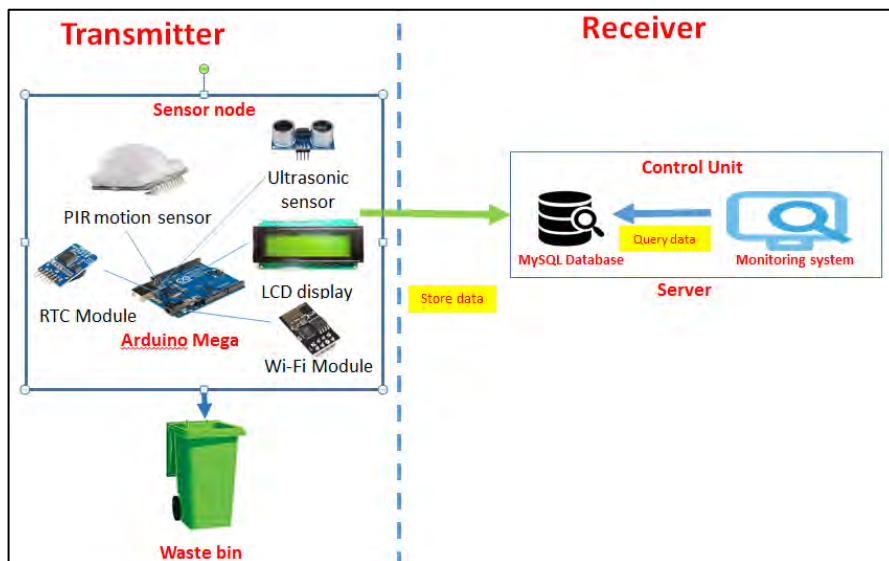 Transmitter
Receiver
Sensor node
Ultrasonic
sensor
PIR motion sensor
RTC Module
LCD display
Arduino Mega
Wi-Fi Module
Waste bin
Store data
Control Unit
Query data
MySQL Database
Monitoring system
Server